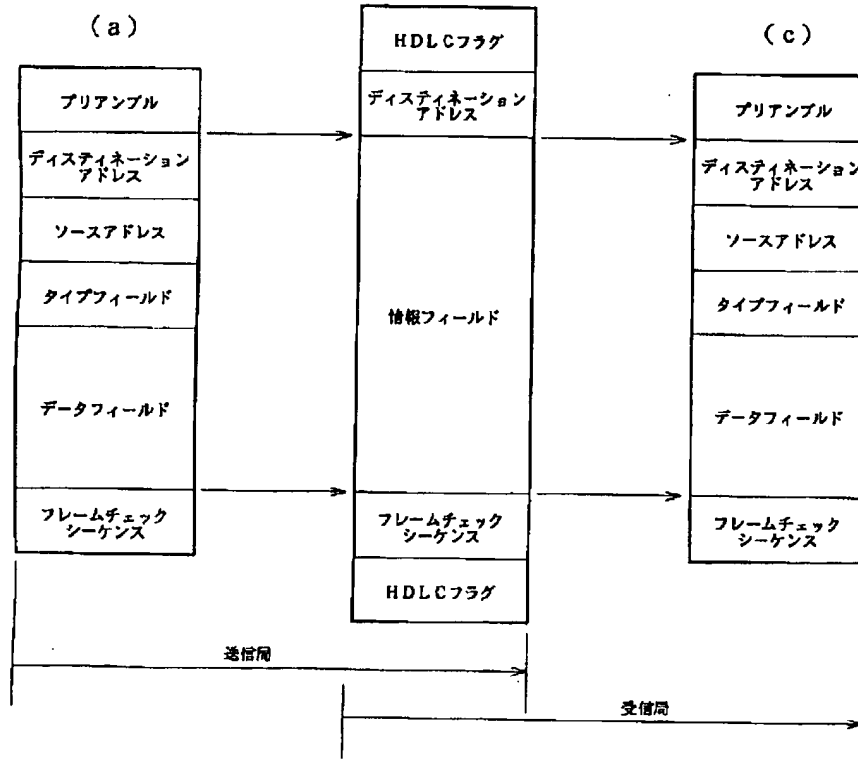 (a)
プリアンブル
ディスティネーション
アドレス
ソースアドレス
タイプフィールド
データフィールド
フレームチェック
シーケンス
HDLCフラグ
ディスティネーション
アドレス
情報フィールド
フレームチェック
シーケンス
HDLCフラグ
(c)
プリアンブル
ディスティネーション
アドレス
ソースアドレス
タイプフィールド
データフィールド
フレームチェック
シーケンス
送信局
受信局